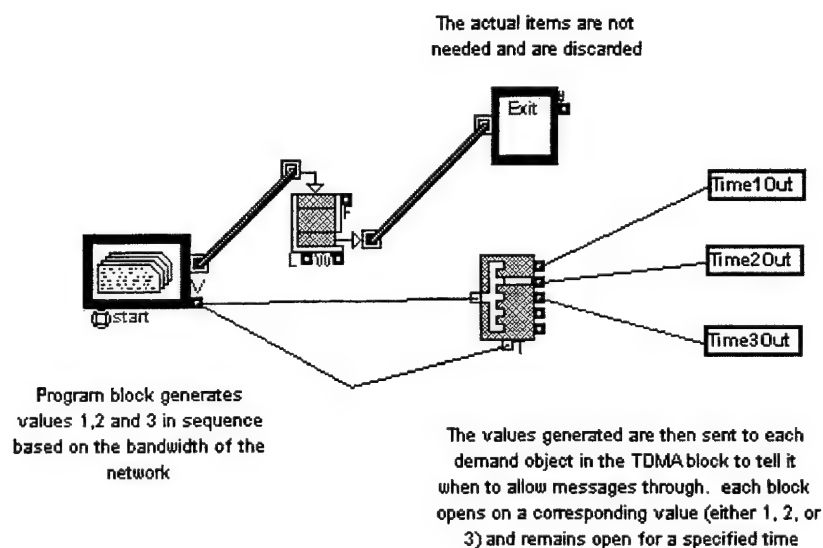 The actual items are not
needed and are discarded
Exit
Time1Out
F
L
Time2Out
V
start
Time3Out
Program block generates
values 1,2 and 3 in sequence
based on the bandwidth of the
network
The values generated are then sent to each
demand object in the TDMA block to tell it
when to allow messages through. each block
opens on a corresponding value (either 1, 2, or
3) and remains open for a specified time